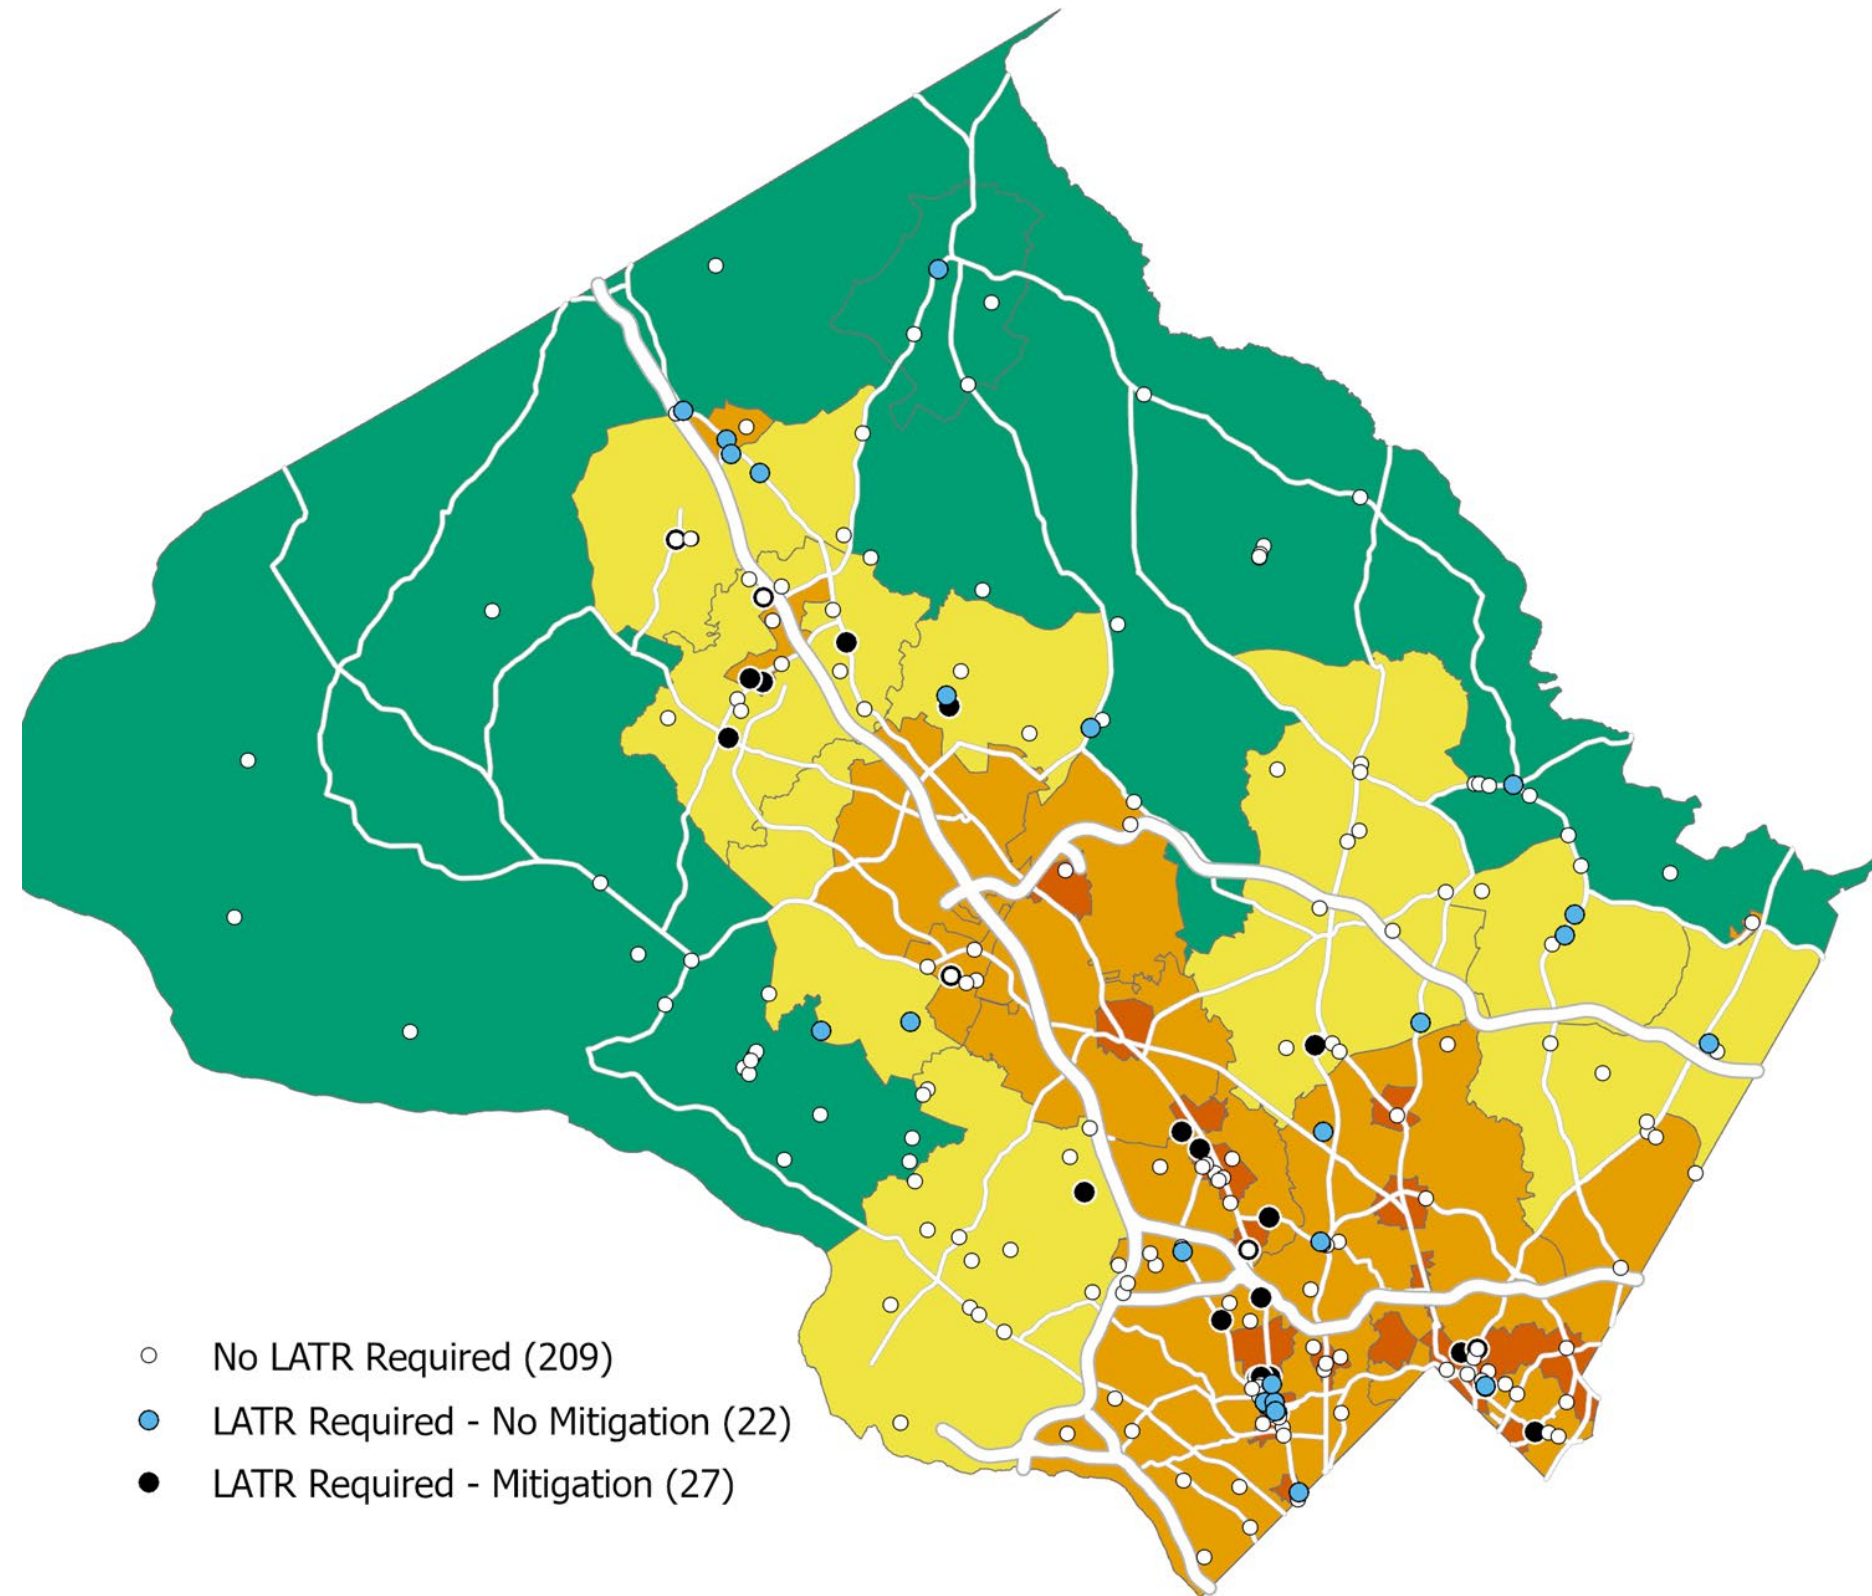 No LATR Required (209)
LATR Required - No Mitigation (22)
LATR Required - Mitigation (27)